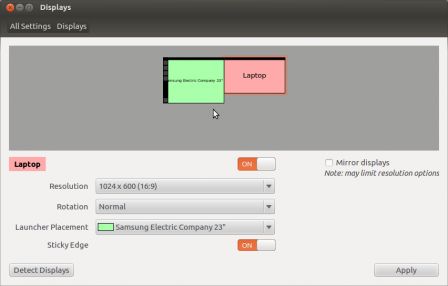 Displays
All Settings Displays
amsung Electric Company 23"
Laptop
Laptop
ON
Mirror displays
Note: may limit resolution options
Resolution
1024 x 600 (16:9)
Rotation
Normal
Launcher Placement
Samsung Electric Company 23"
Sticky Edge
ON
Detect Displays
Apply